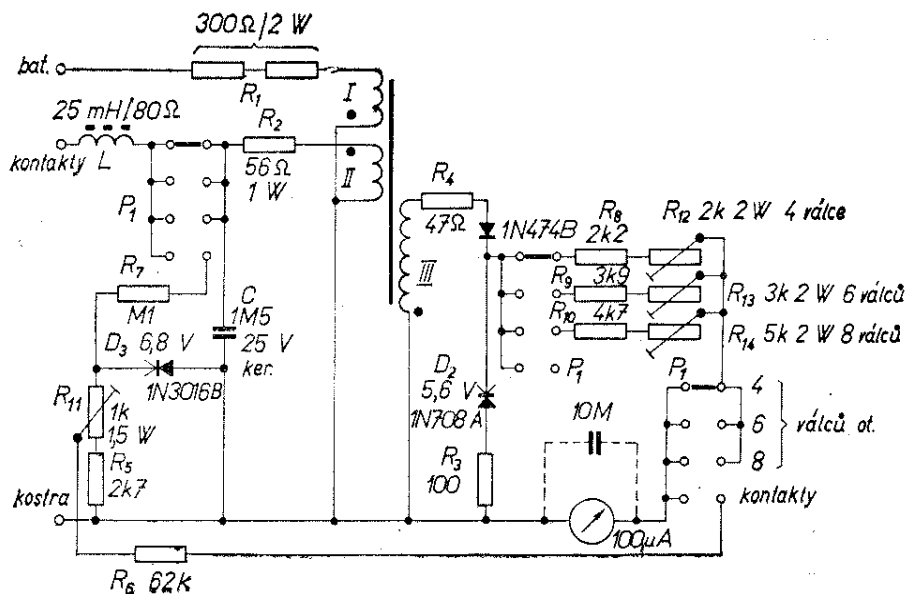 300Ω/2 W
bat.
R1
I
25 mH/80Ω
R2
kontakty L
56Ω
1 W
II
P1
R4
47Ω
1N474B
R8
2k2
R12 2k 2W 4 válce
III
R9
3k9
R13 3k 2 W 6 válců
R10
4k7
R14 5k 2 W 8 válců
R7
M1
C
1M5
25 V
ker.
D3 6,8 V
1N3016B
P1
D2
5,6 V
1N708A
P1
4
6
8
válců ot.
kontakty
R11
1k
1,5 W
R5
2k7
10M
R3
100
kostra
100µA
R6 62k